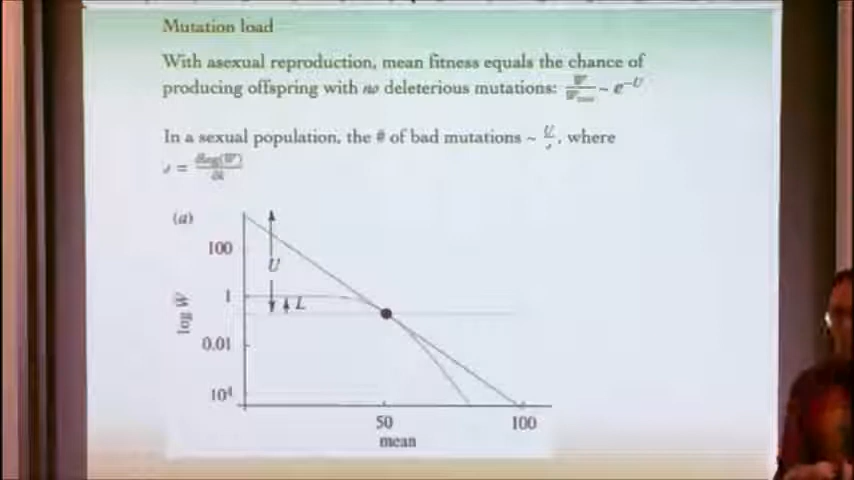 Mutation load
With asexual reproduction, mean fitness equals the chance of
producing offspring with no deleterious mutations: ~ e^-U
In a sexual population, the # of bad mutations ~ U/s, where
s = ∂log(W)/∂k
(a)
100
U
1
L
log W̄
0.01
10⁴
50
100
mean